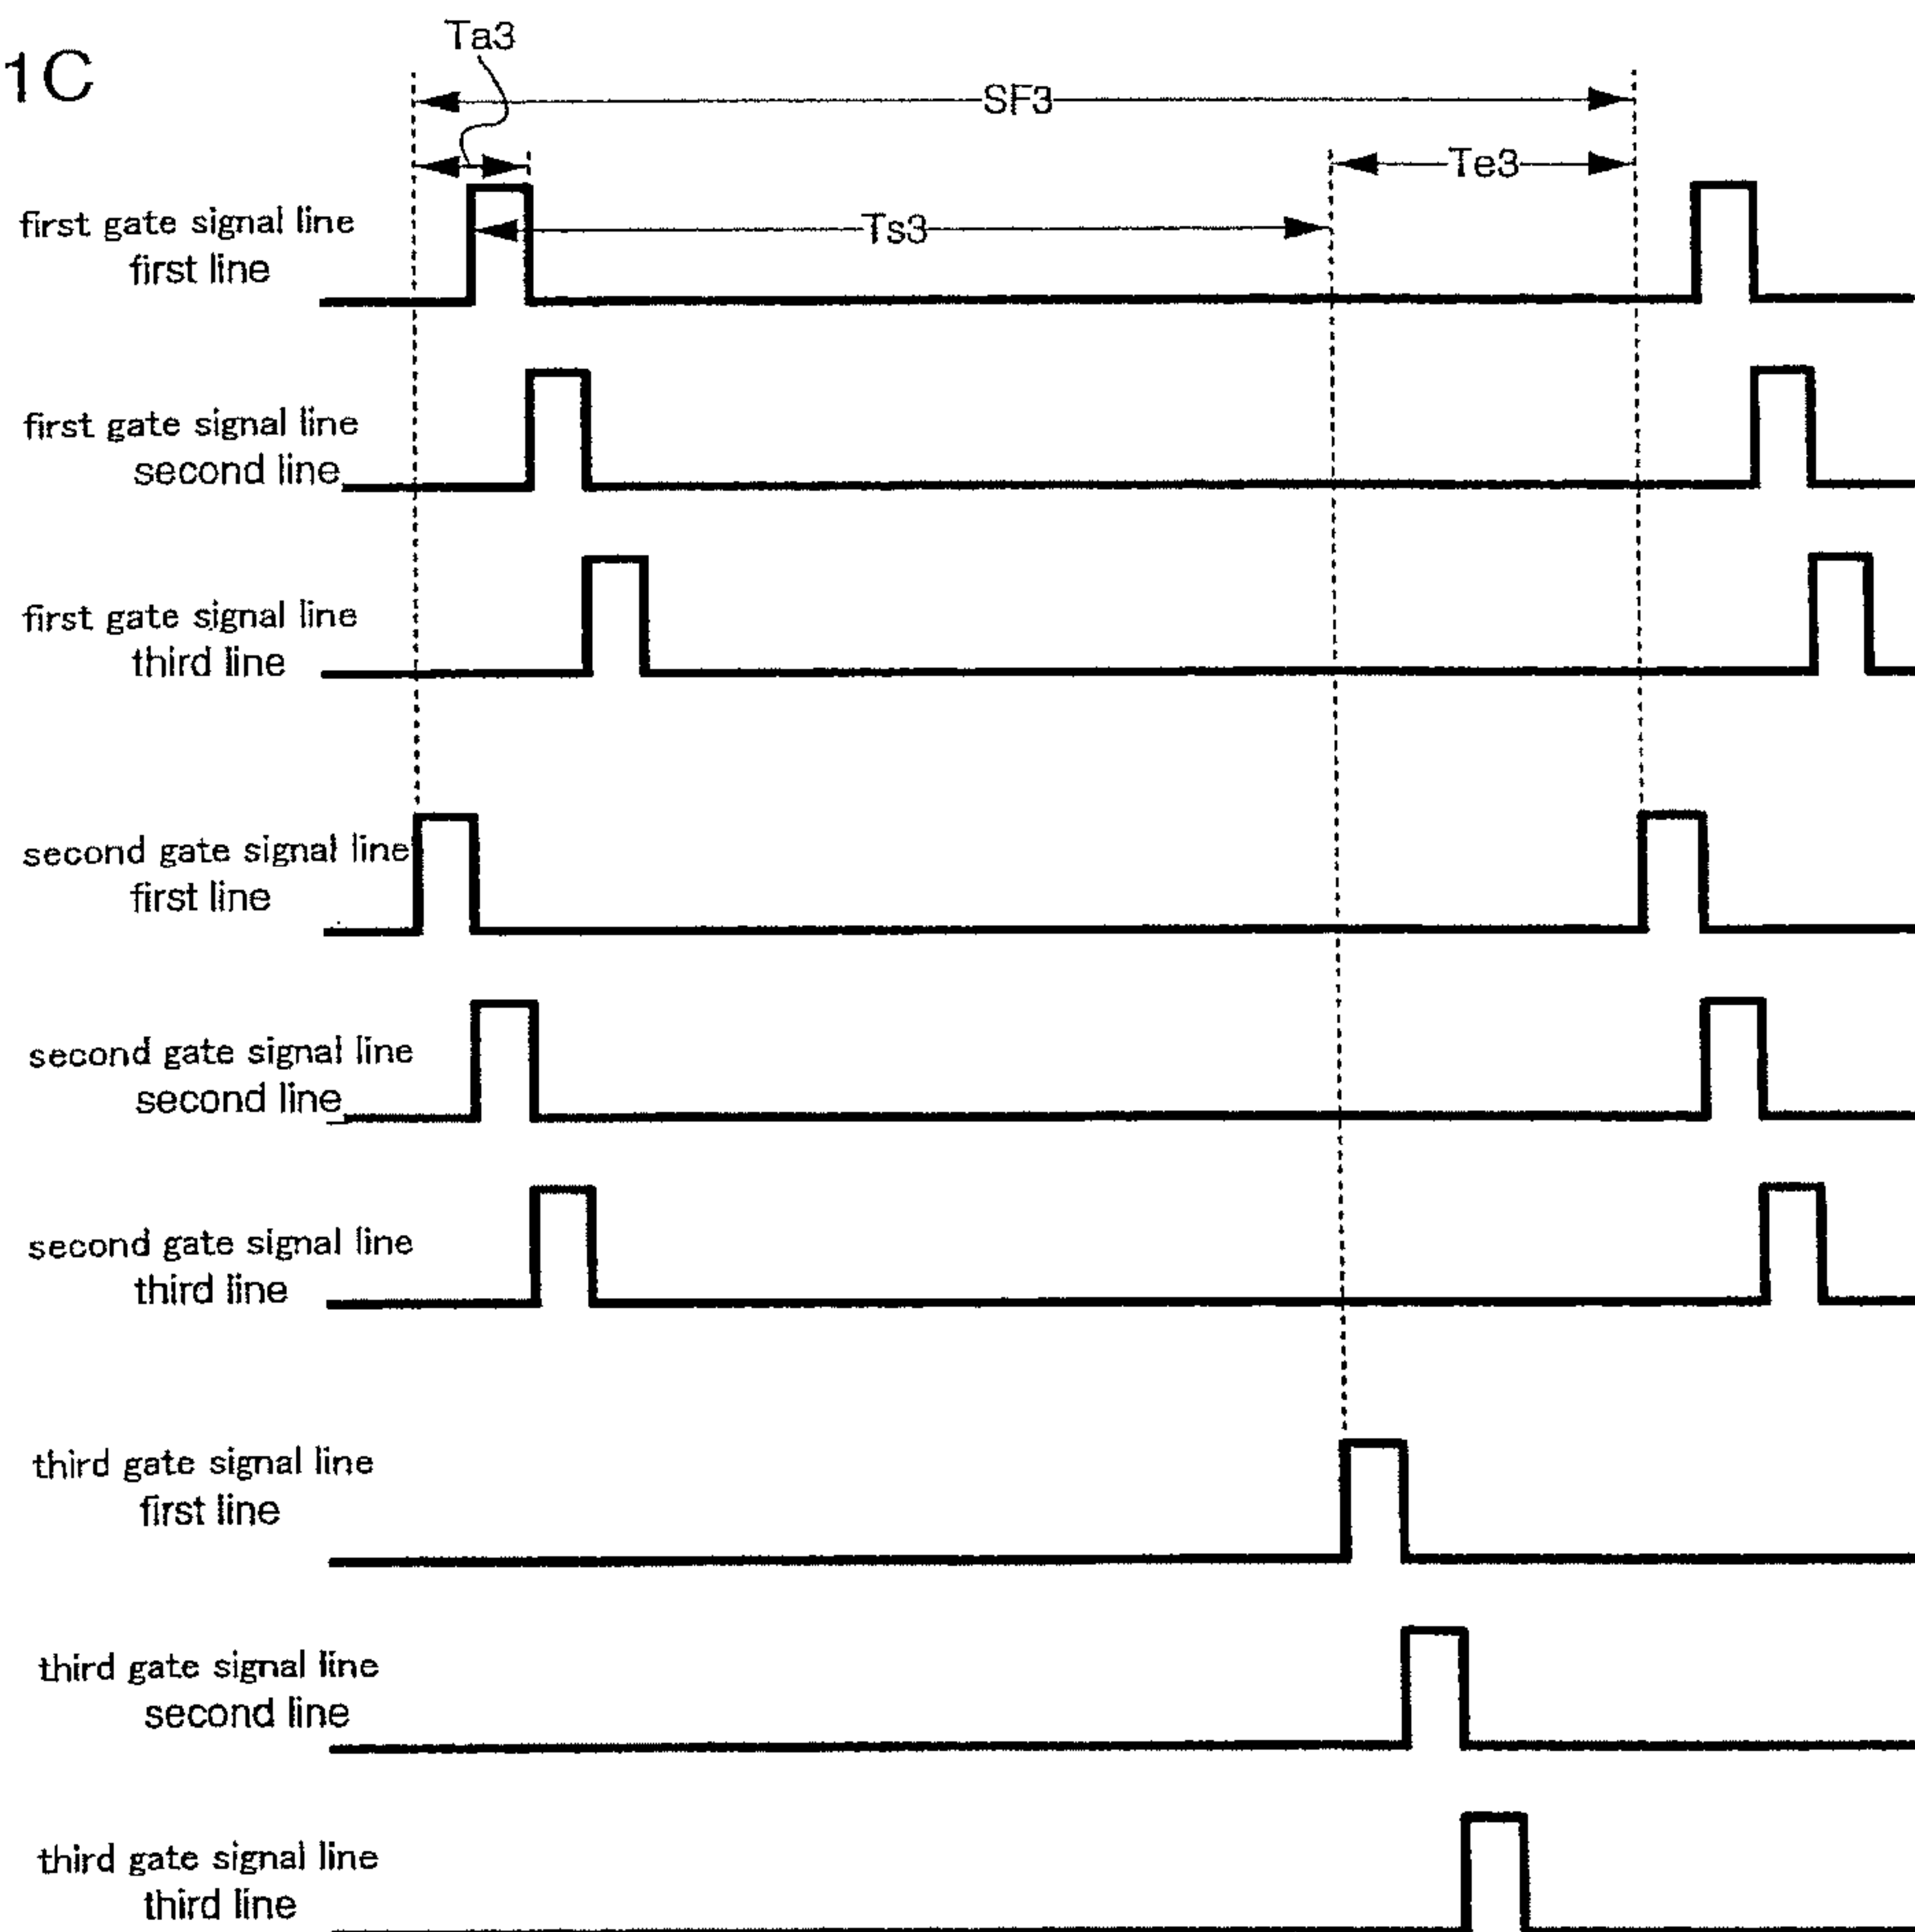 1C
Ta3
SF3
Te3
Ts3
first gate signal line
first line
first gate signal line
second line
first gate signal line
third line
second gate signal line
first line
second gate signal line
second line
second gate signal line
third line
third gate signal line
first line
third gate signal line
second line
third gate signal line
third line